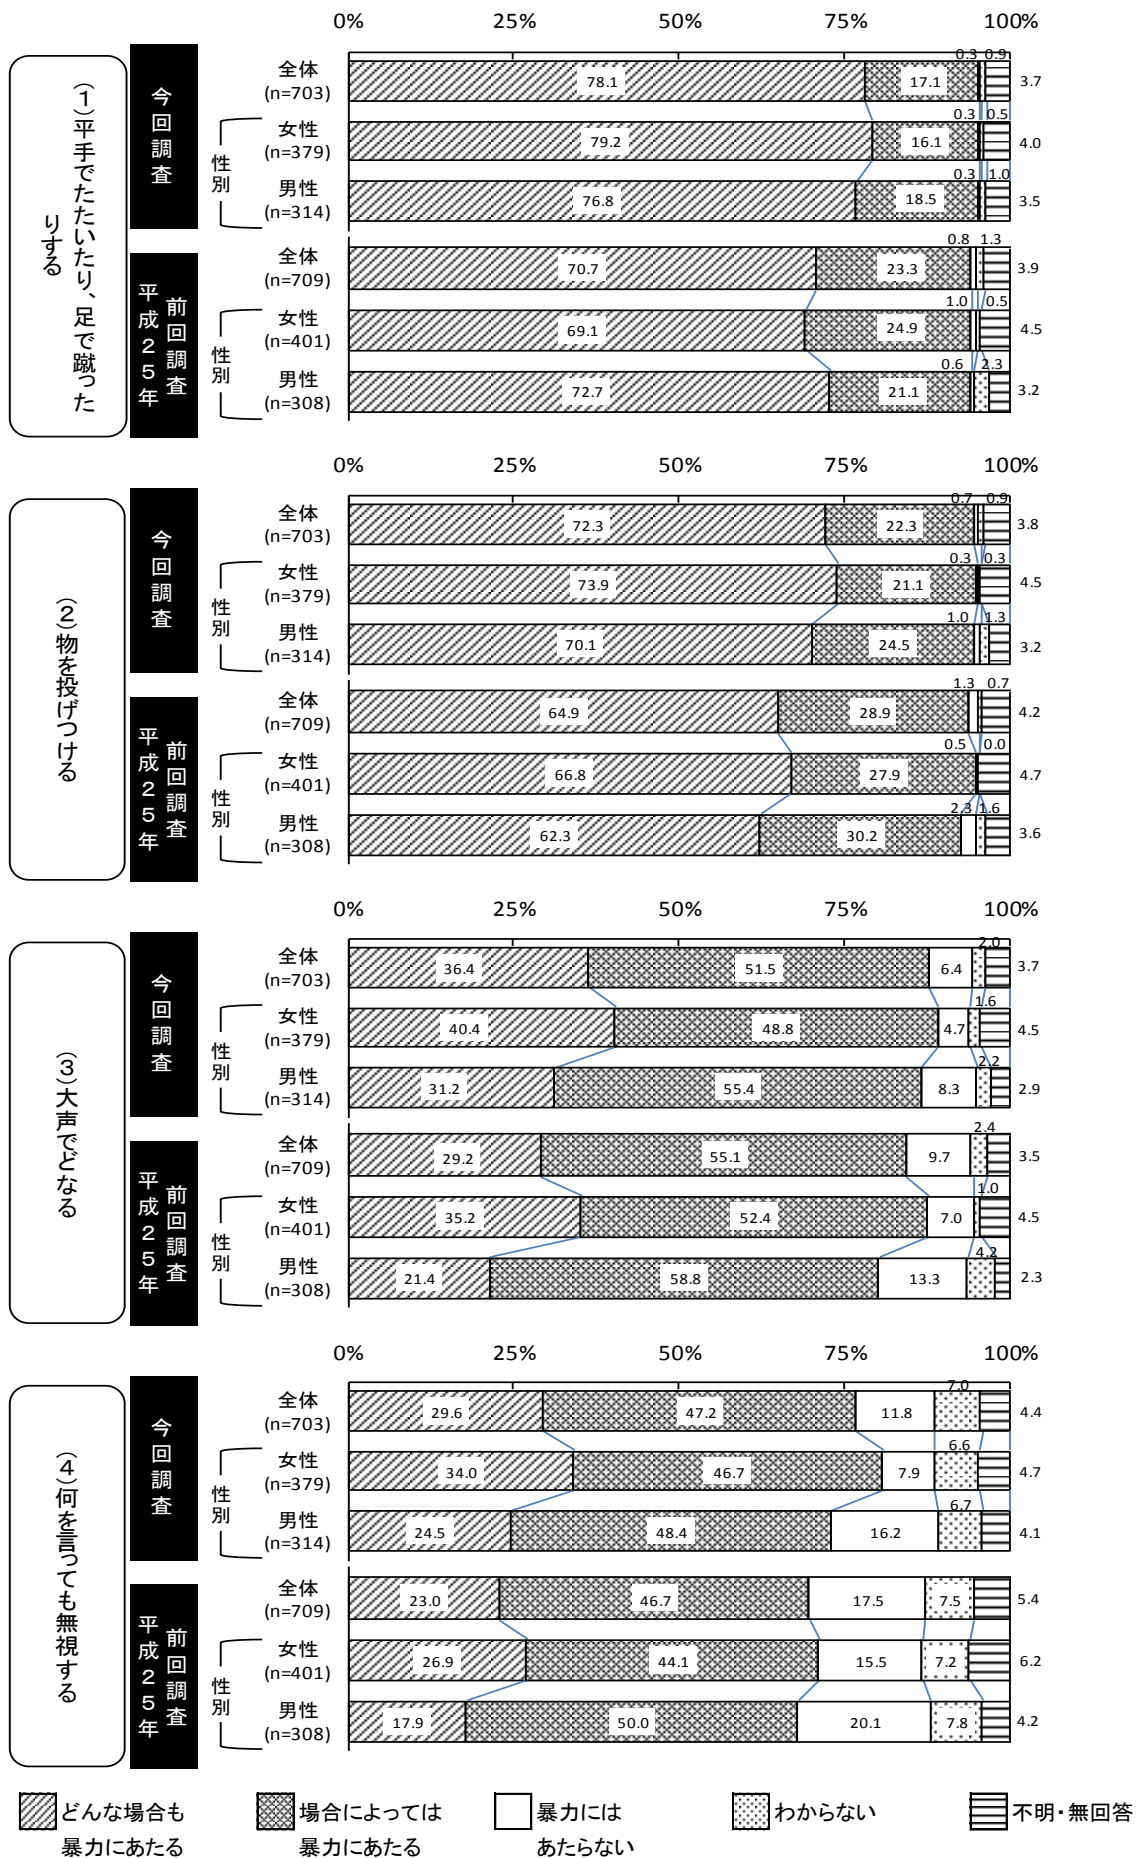 0% 25% 50% 75% 100%
(1)平手でたたいたり、足で蹴った
りする
今回調査
全体
(n=703)
78.1 17.1 0.3 0.9 3.7
性別
女性
(n=379)
79.2 16.1 0.3 0.5 4.0
男性
(n=314)
76.8 18.5 0.3 1.0 3.5
前回調査
平成25年
全体
(n=709)
70.7 23.3 0.8 1.3 3.9
性別
女性
(n=401)
69.1 24.9 1.0 0.5 4.5
男性
(n=308)
72.7 21.1 0.6 2.3 3.2
0% 25% 50% 75% 100%
(2)物を投げつける
今回調査
全体
(n=703)
72.3 22.3 0.7 0.9 3.8
性別
女性
(n=379)
73.9 21.1 0.3 0.3 4.5
男性
(n=314)
70.1 24.5 1.0 1.3 3.2
前回調査
平成25年
全体
(n=709)
64.9 28.9 1.3 0.7 4.2
性別
女性
(n=401)
66.8 27.9 0.5 0.0 4.7
男性
(n=308)
62.3 30.2 2.3 1.6 3.6
0% 25% 50% 75% 100%
(3)大声でどなる
今回調査
全体
(n=703)
36.4 51.5 6.4 2.0 3.7
性別
女性
(n=379)
40.4 48.8 4.7 1.6 4.5
男性
(n=314)
31.2 55.4 8.3 2.2 2.9
前回調査
平成25年
全体
(n=709)
29.2 55.1 9.7 2.4 3.5
性別
女性
(n=401)
35.2 52.4 7.0 1.0 4.5
男性
(n=308)
21.4 58.8 13.3 4.2 2.3
0% 25% 50% 75% 100%
(4)何を言っても無視する
今回調査
全体
(n=703)
29.6 47.2 11.8 7.0 4.4
性別
女性
(n=379)
34.0 46.7 7.9 6.6 4.7
男性
(n=314)
24.5 48.4 16.2 6.7 4.1
前回調査
平成25年
全体
(n=709)
23.0 46.7 17.5 7.5 5.4
性別
女性
(n=401)
26.9 44.1 15.5 7.2 6.2
男性
(n=308)
17.9 50.0 20.1 7.8 4.2
どんな場合も
暴力にあたる
場合によっては
暴力にあたる
暴力には
あたらない
わからない
不明・無回答